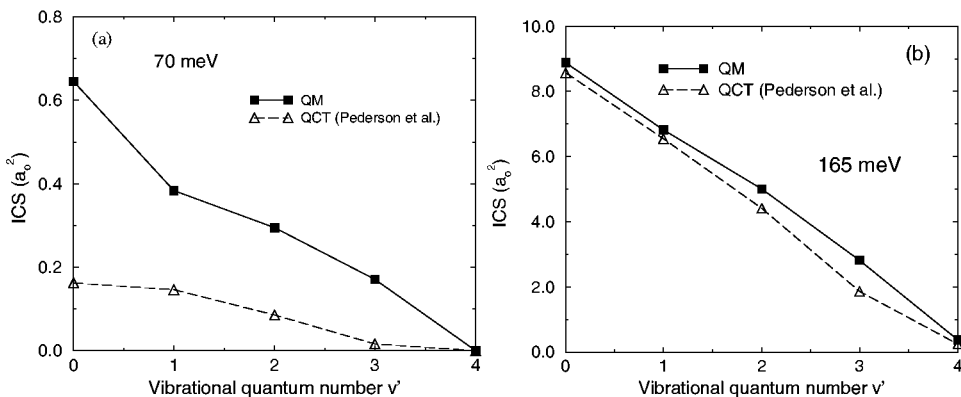 (a)
70 meV
QM
QCT (Pederson et al.)
ICS (a₀²)
0.8
0.6
0.4
0.2
0.0
0 1 2 3 4
Vibrational quantum number v'
(b)
QM
QCT (Pederson et al.)
165 meV
ICS (a₀²)
10.0
8.0
6.0
4.0
2.0
0.0
0 1 2 3 4
Vibrational quantum number v'